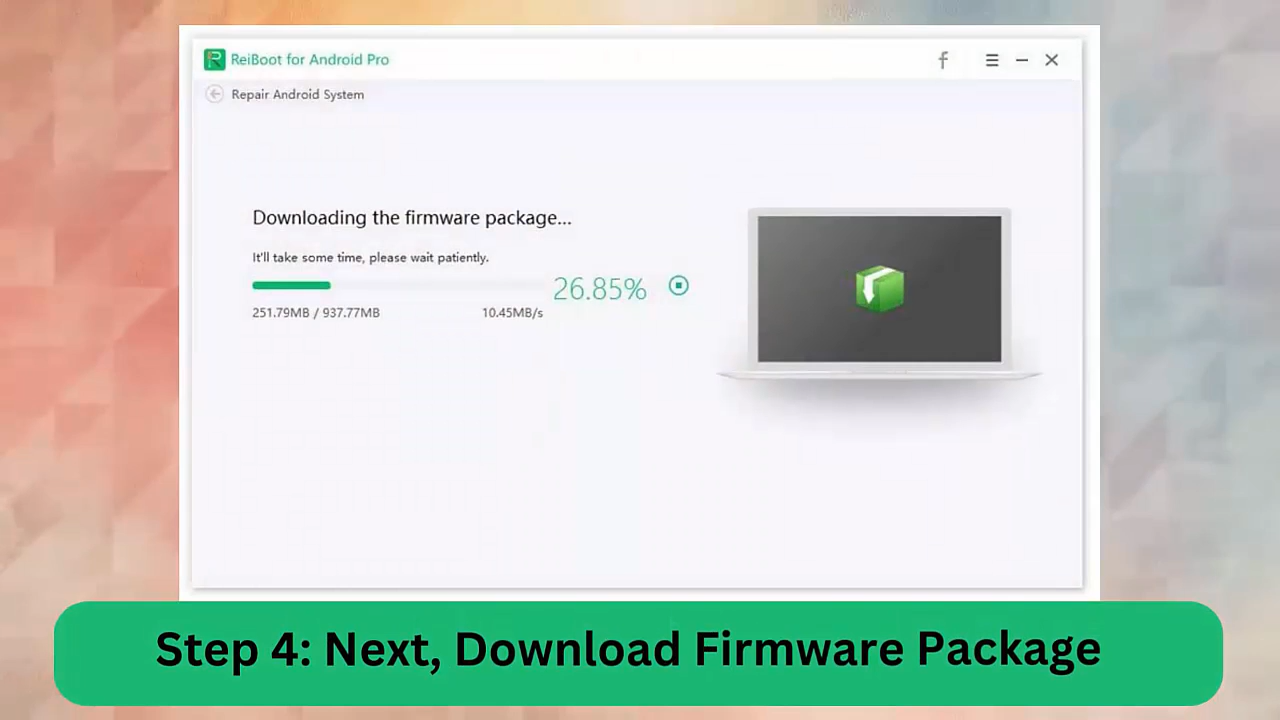 ReiBoot for Android Pro
Repair Android System
Downloading the firmware package...
It'll take some time, please wait patiently.
26.85%
251.79MB / 937.77MB 10.45MB/s
Step 4: Next, Download Firmware Package